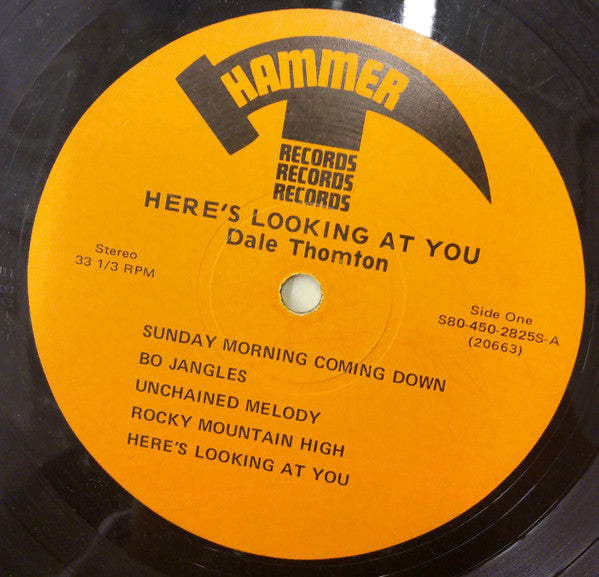 HAMMER
RECORDS
RECORDS
RECORDS
HERE'S LOOKING AT YOU
Dale Thomton
Stereo
33 1/3 RPM
Side One
S80-450-2825S-A
(20663)
SUNDAY MORNING COMING DOWN
BO JANGLES
UNCHAINED MELODY
ROCKY MOUNTAIN HIGH
HERE'S LOOKING AT YOU